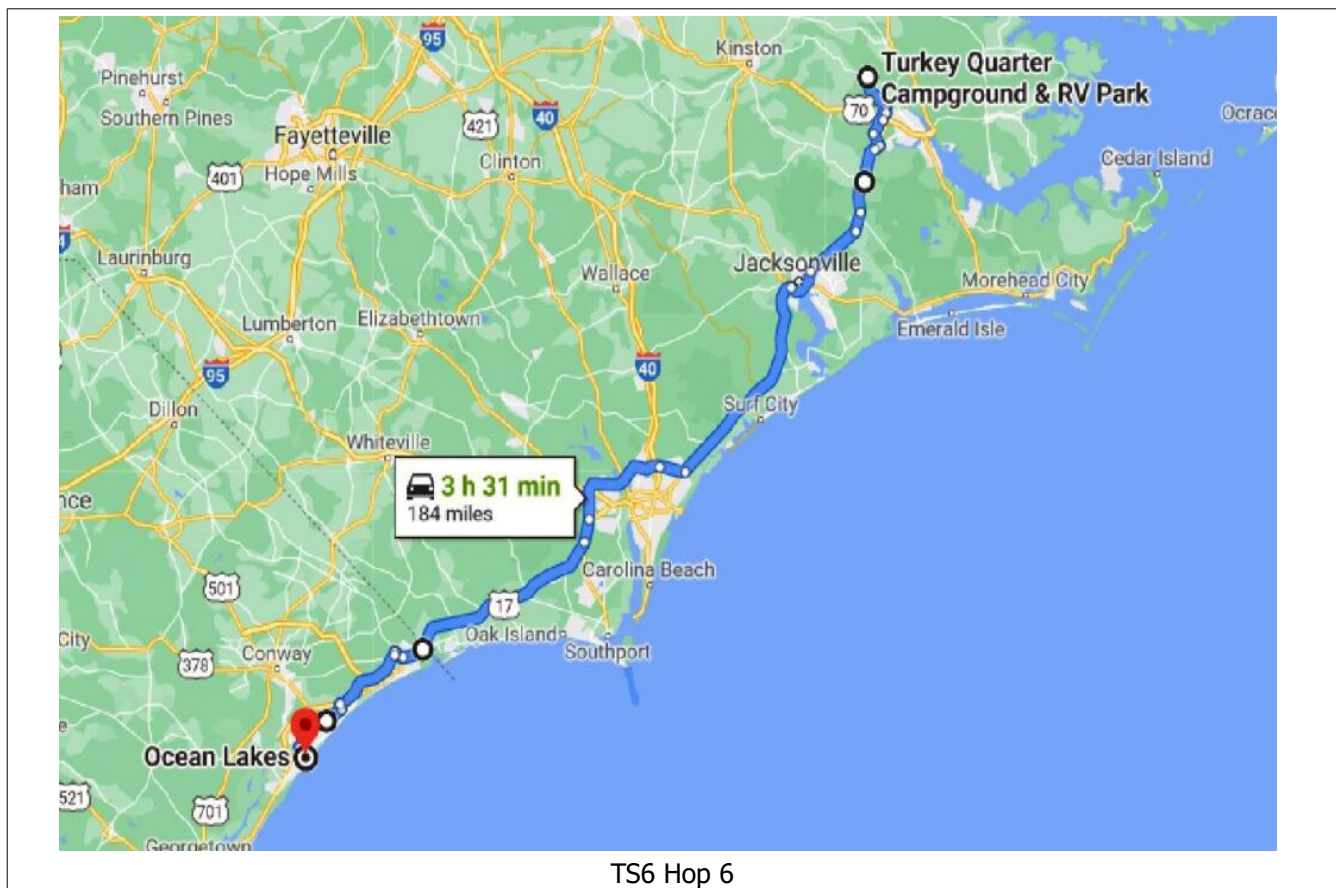 95
Kinston
Turkey Quarter
Campground & RV Park
Pinehurst
Southern Pines
40
421
70
Ocrac
Fayetteville
Clinton
Cedar Island
401
Hope Mills
ham
Laurinburg
Jacksonville
Wallace
Morehead City
Lumberton
Elizabethtown
Emerald Isle
95
40
Dillon
Surf City
Whiteville
3 h 31 min
184 miles
nce
Carolina Beach
501
17
Oak Island
Southport
City
378
Conway
e
Ocean Lakes
521
701
Georgetown
TS6 Hop 6